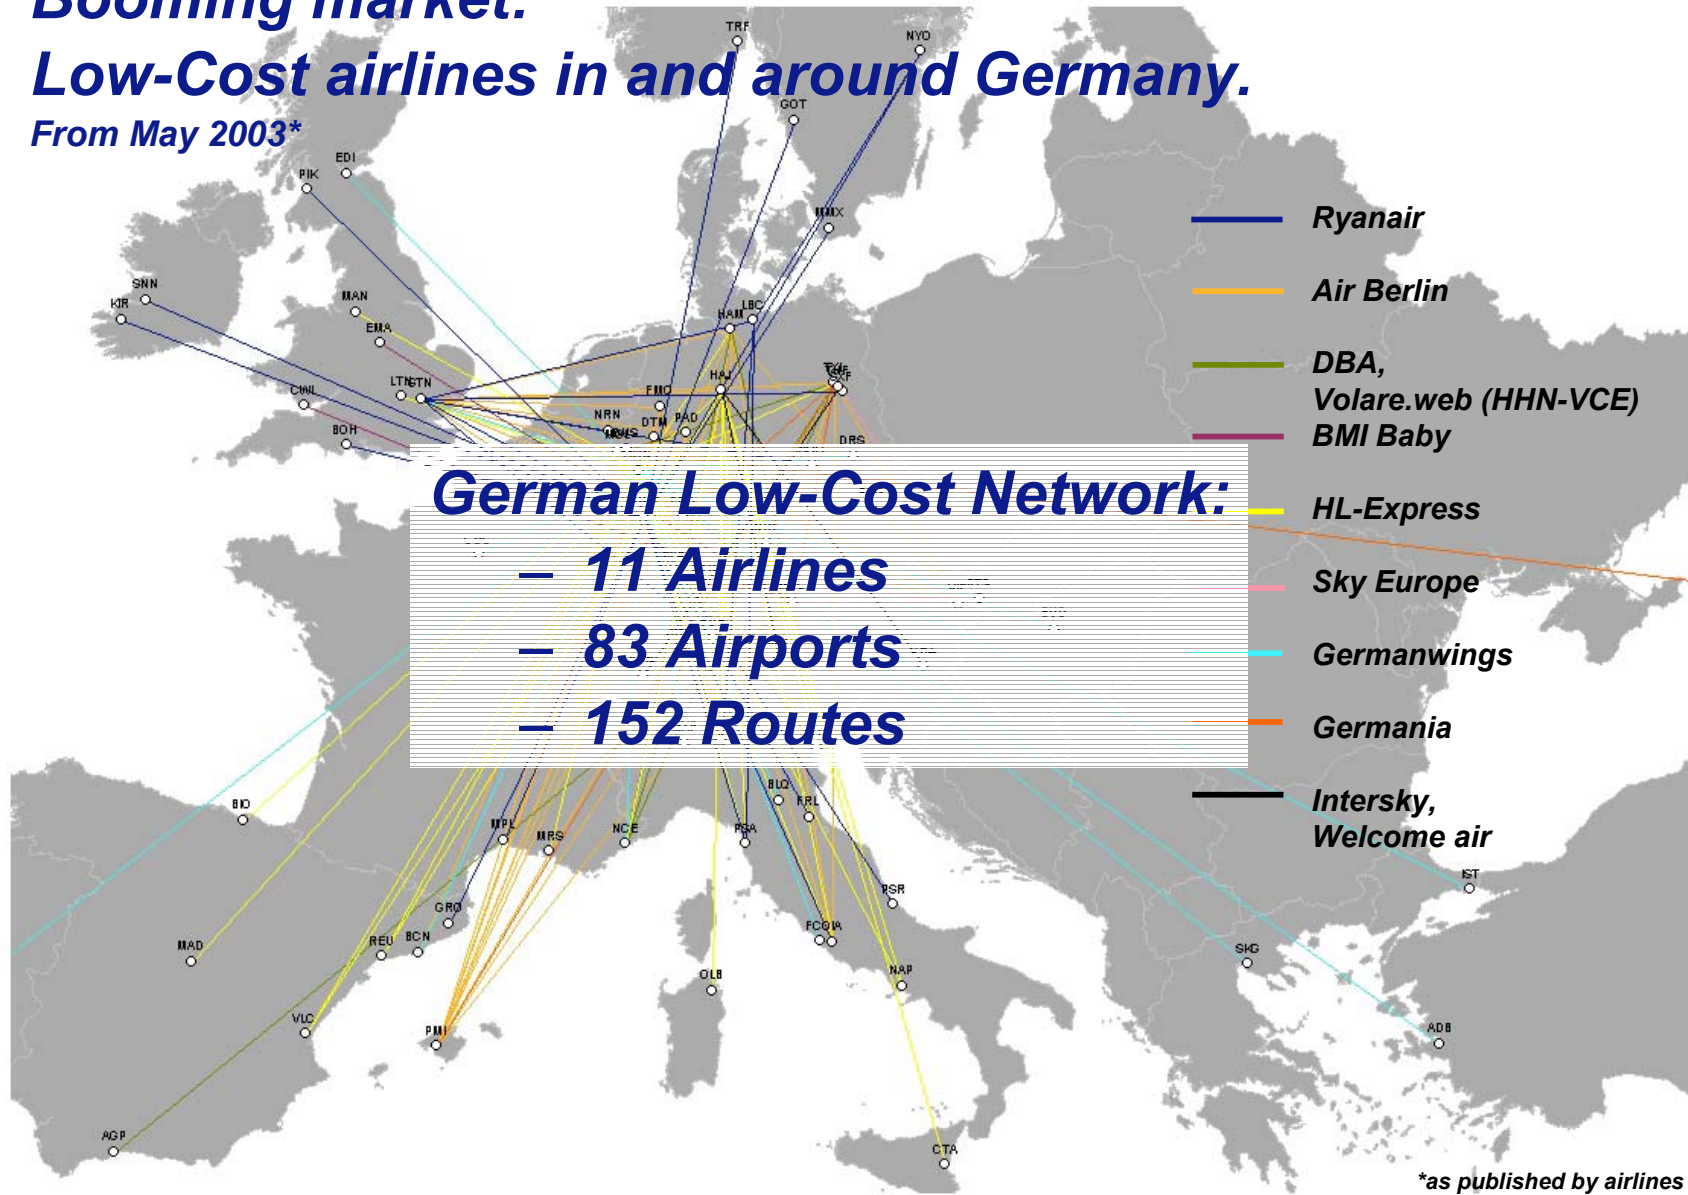 Booming market:
Low-Cost airlines in and around Germany.
From May 2003*
TRF
NYO
GOT
EDI
PIK
MMX
SNN
KIR
MAN
EMA
LBC
HAM
LTN
STN
CWL
BOH
HAJ
FMO
NRN
DTM
PAD
DRS
Ryanair
Air Berlin
DBA,
Volare.web (HHN-VCE)
BMI Baby
HL-Express
Sky Europe
Germanwings
Germania
Intersky,
Welcome air
German Low-Cost Network:
– 11 Airlines
– 83 Airports
– 152 Routes
BIO
MPL
MRS
NCE
PSA
BLQ
FRL
PSR
IST
GRO
BCN
REU
MAD
FCO
CIA
SKG
OLB
NAP
VLC
PMI
ADB
AGP
CTA
*as published by airlines